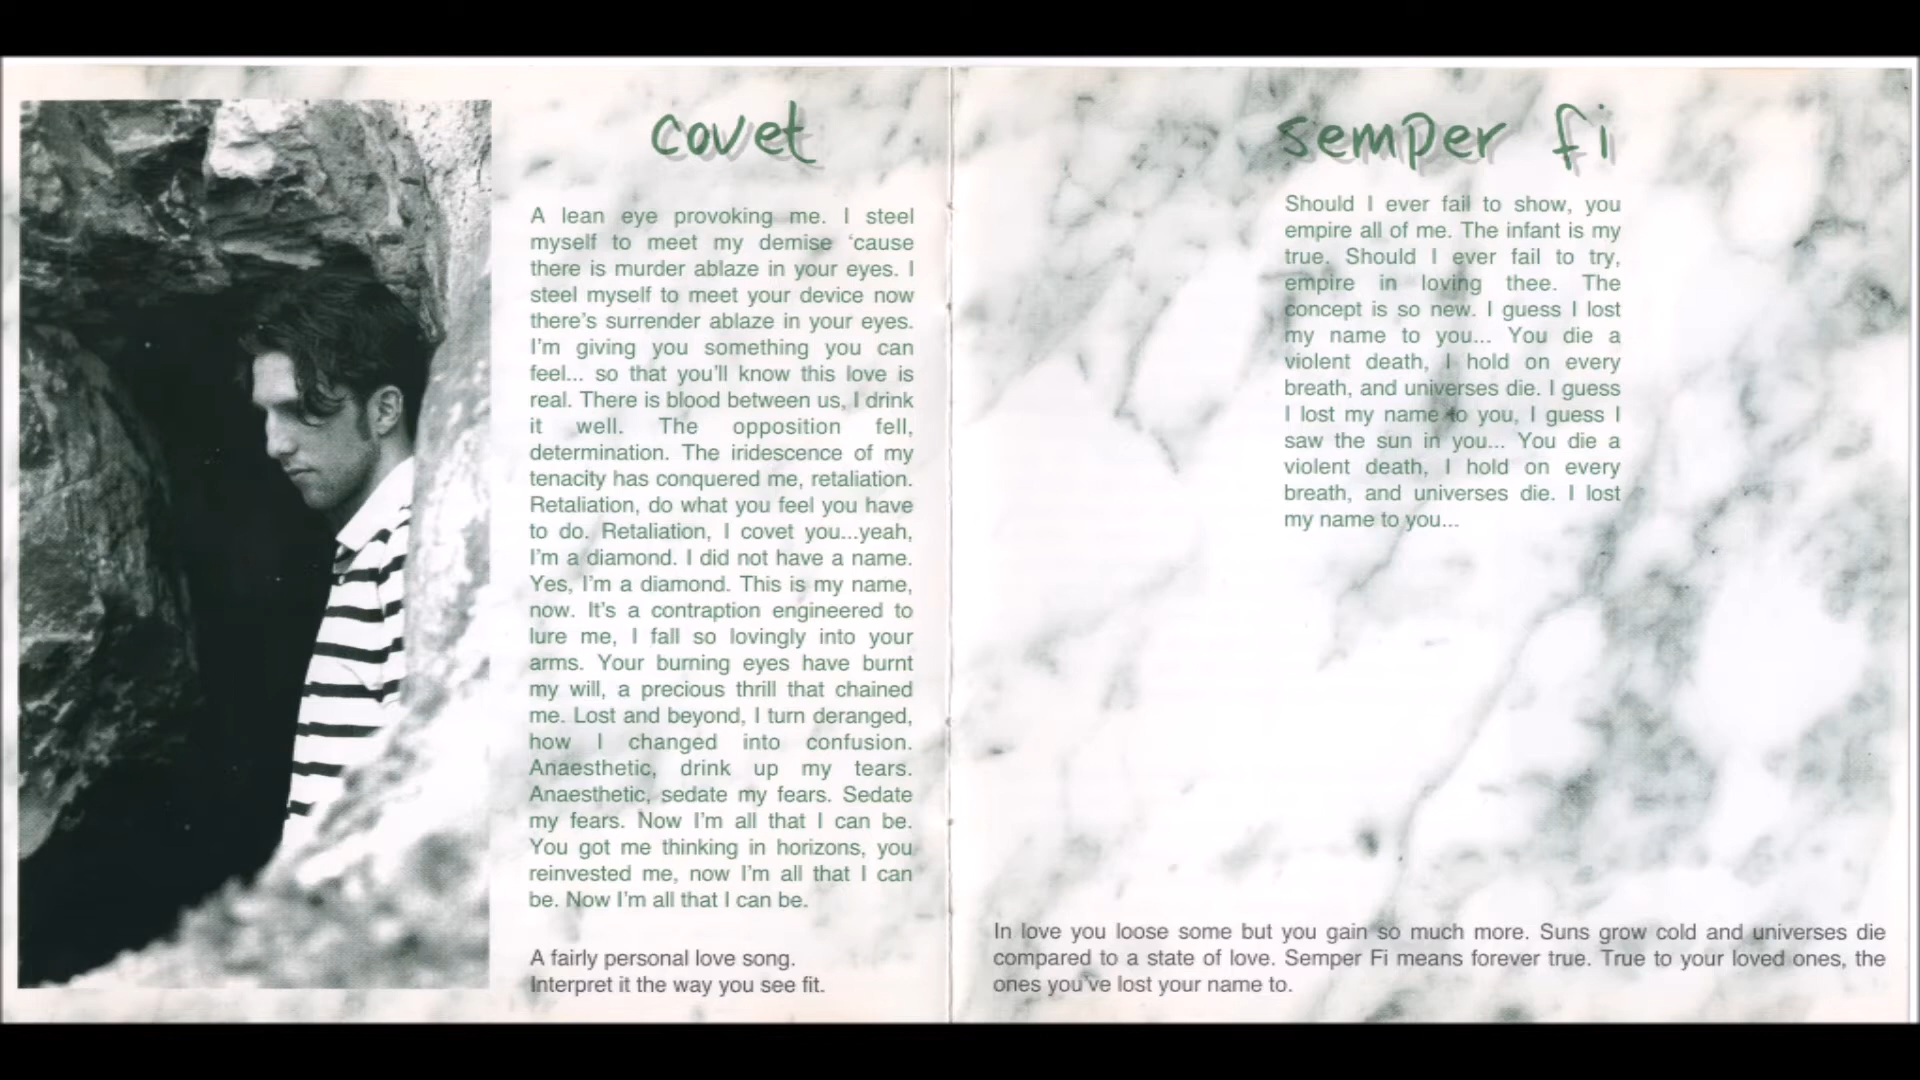 covet
A lean eye provoking me. I steel
myself to meet my demise ‘cause
there is murder ablaze in your eyes. I
steel myself to meet your device now
there's surrender ablaze in your eyes.
I'm giving you something you can
feel... so that you'll know this love is
real. There is blood between us, I drink
it well. The opposition fell,
determination. The iridescence of my
tenacity has conquered me, retaliation.
Retaliation, do what you feel you have
to do. Retaliation, I covet you...yeah,
I'm a diamond. I did not have a name.
Yes, I'm a diamond. This is my name,
now. It's a contraption engineered to
lure me, I fall so lovingly into your
arms. Your burning eyes have burnt
my will, a precious thrill that chained
me. Lost and beyond, I turn deranged,
how I changed into confusion.
Anaesthetic, drink up my tears.
Anaesthetic, sedate my fears. Sedate
my fears. Now I'm all that I can be.
You got me thinking in horizons, you
reinvested me, now I'm all that I can
be. Now I'm all that I can be.
A fairly personal love song.
Interpret it the way you see fit.
semper fi
Should I ever fail to show, you
empire all of me. The infant is my
true. Should I ever fail to try,
empire in loving thee. The
concept is so new. I guess I lost
my name to you... You die a
violent death, I hold on every
breath, and universes die. I guess
I lost my name to you, I guess I
saw the sun in you... You die a
violent death, I hold on every
breath, and universes die. I lost
my name to you...
In love you loose some but you gain so much more. Suns grow cold and universes die
compared to a state of love. Semper Fi means forever true. True to your loved ones, the
ones you've lost your name to.